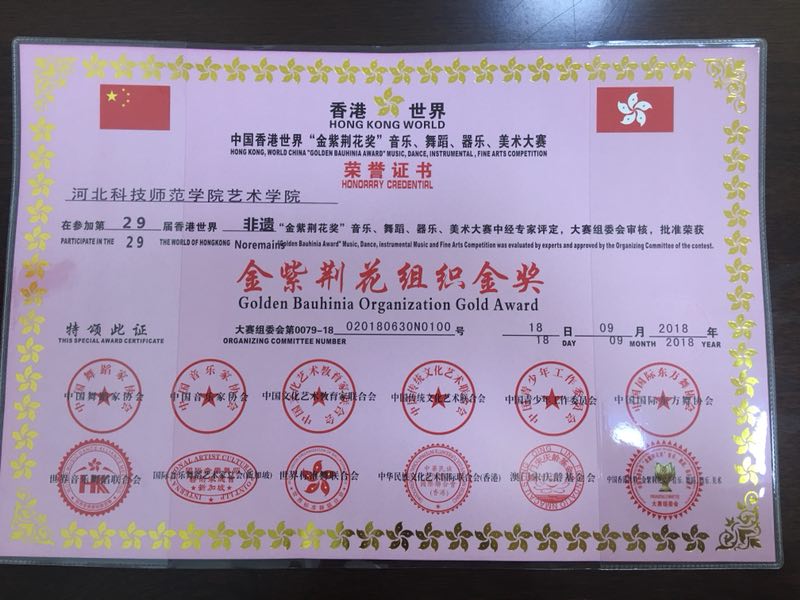 香港 世界
HONG KONG WORLD
中国香港世界“金紫荆花奖”音乐、舞蹈、器乐、美术大赛
HONG KONG, WORLD CHINA "GOLDEN BAUHINIA AWARD" MUSIC, DANCE, INSTRUMENTAL, FINE ARTS COMPETITION
荣誉证书
HONORARRY CREDENTIAL
河北科技师范学院艺术学院
在参加第 29 届香港世界 非遗“金紫荆花奖”音乐、舞蹈、器乐、美术大赛中经专家评定，大赛组委会审核，批准荣获
PARTICIPATE IN THE 29 THE WORLD OF HONGKONG Noremains "Golden Bauhinia Award" Music, Dance, instrumental Music and Fine Arts Competition was evaluated by experts and approved by the Organizing Committee of the contest.
金紫荆花组织金奖
Golden Bauhinia Organization Gold Award
特颁此证 大赛组委会第0079-18 020180630N0100 号 18 日 09 月 2018 年
THIS SPECIAL AWARD CERTIFICATE ORGANIZING COMMITTEE NUMBER 18 DAY 09 MONTH 2018 YEAR
中国舞蹈家协会 中国音乐家协会 中国文化艺术教育家联合会 中国传统文化艺术联合会 中国青少年工作委员会 中国国际东方舞协会
世界音乐舞蹈联合会 世界 联合会 中华民族文化艺术国际联合会(香港) 澳门宋庆龄基金会
HK
新加坡
大赛组委会